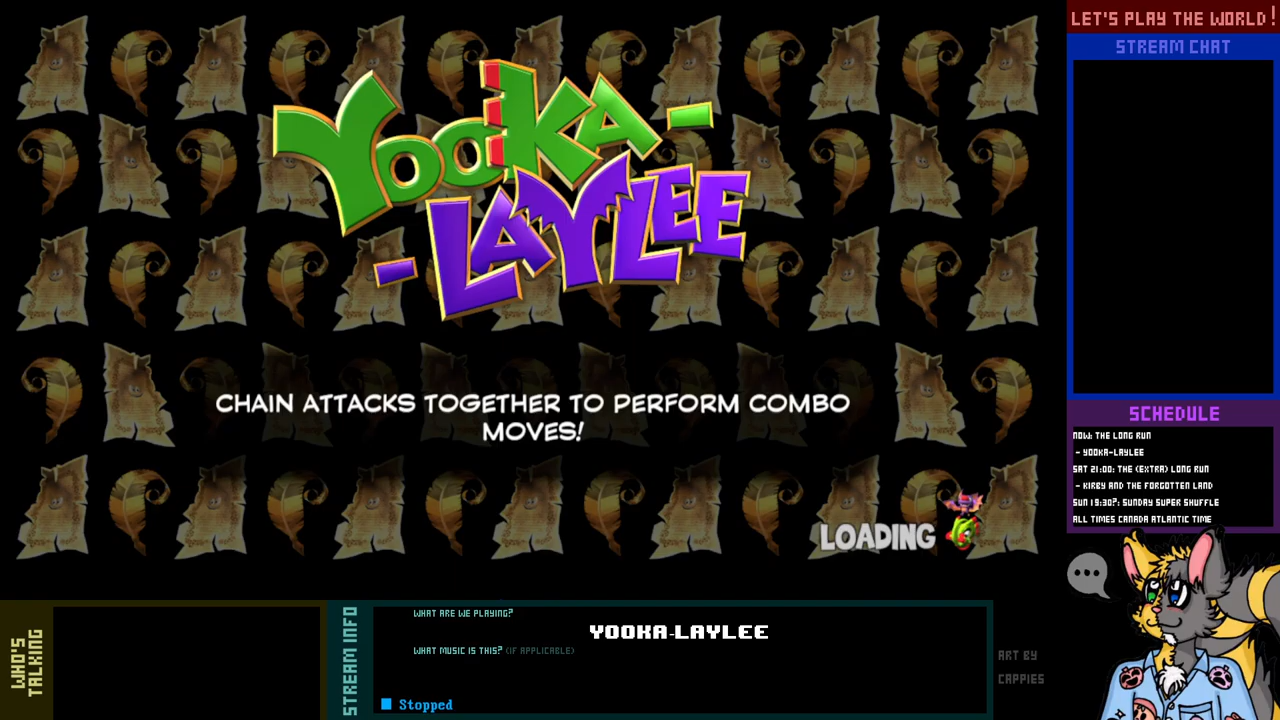 LET'S PLAY THE WORLD!
STREAM CHAT
YOOKA-
-LAYLEE
CHAIN ATTACKS TOGETHER TO PERFORM COMBO
MOVES!
LOADING
SCHEDULE
NOW: THE LONG RUN
- YOOKA-LAYLEE
SAT 21:00: THE (EXTRA) LONG RUN
- KIRBY AND THE FORGOTTEN LAND
SUN 19:30?: SUNDAY SUPER SHUFFLE
ALL TIMES CANADA ATLANTIC TIME
WHO'S
TALKING
STREAM INFO
WHAT ARE WE PLAYING?
YOOKA-LAYLEE
WHAT MUSIC IS THIS? (IF APPLICABLE)
Stopped
ART BY
CAPPIES